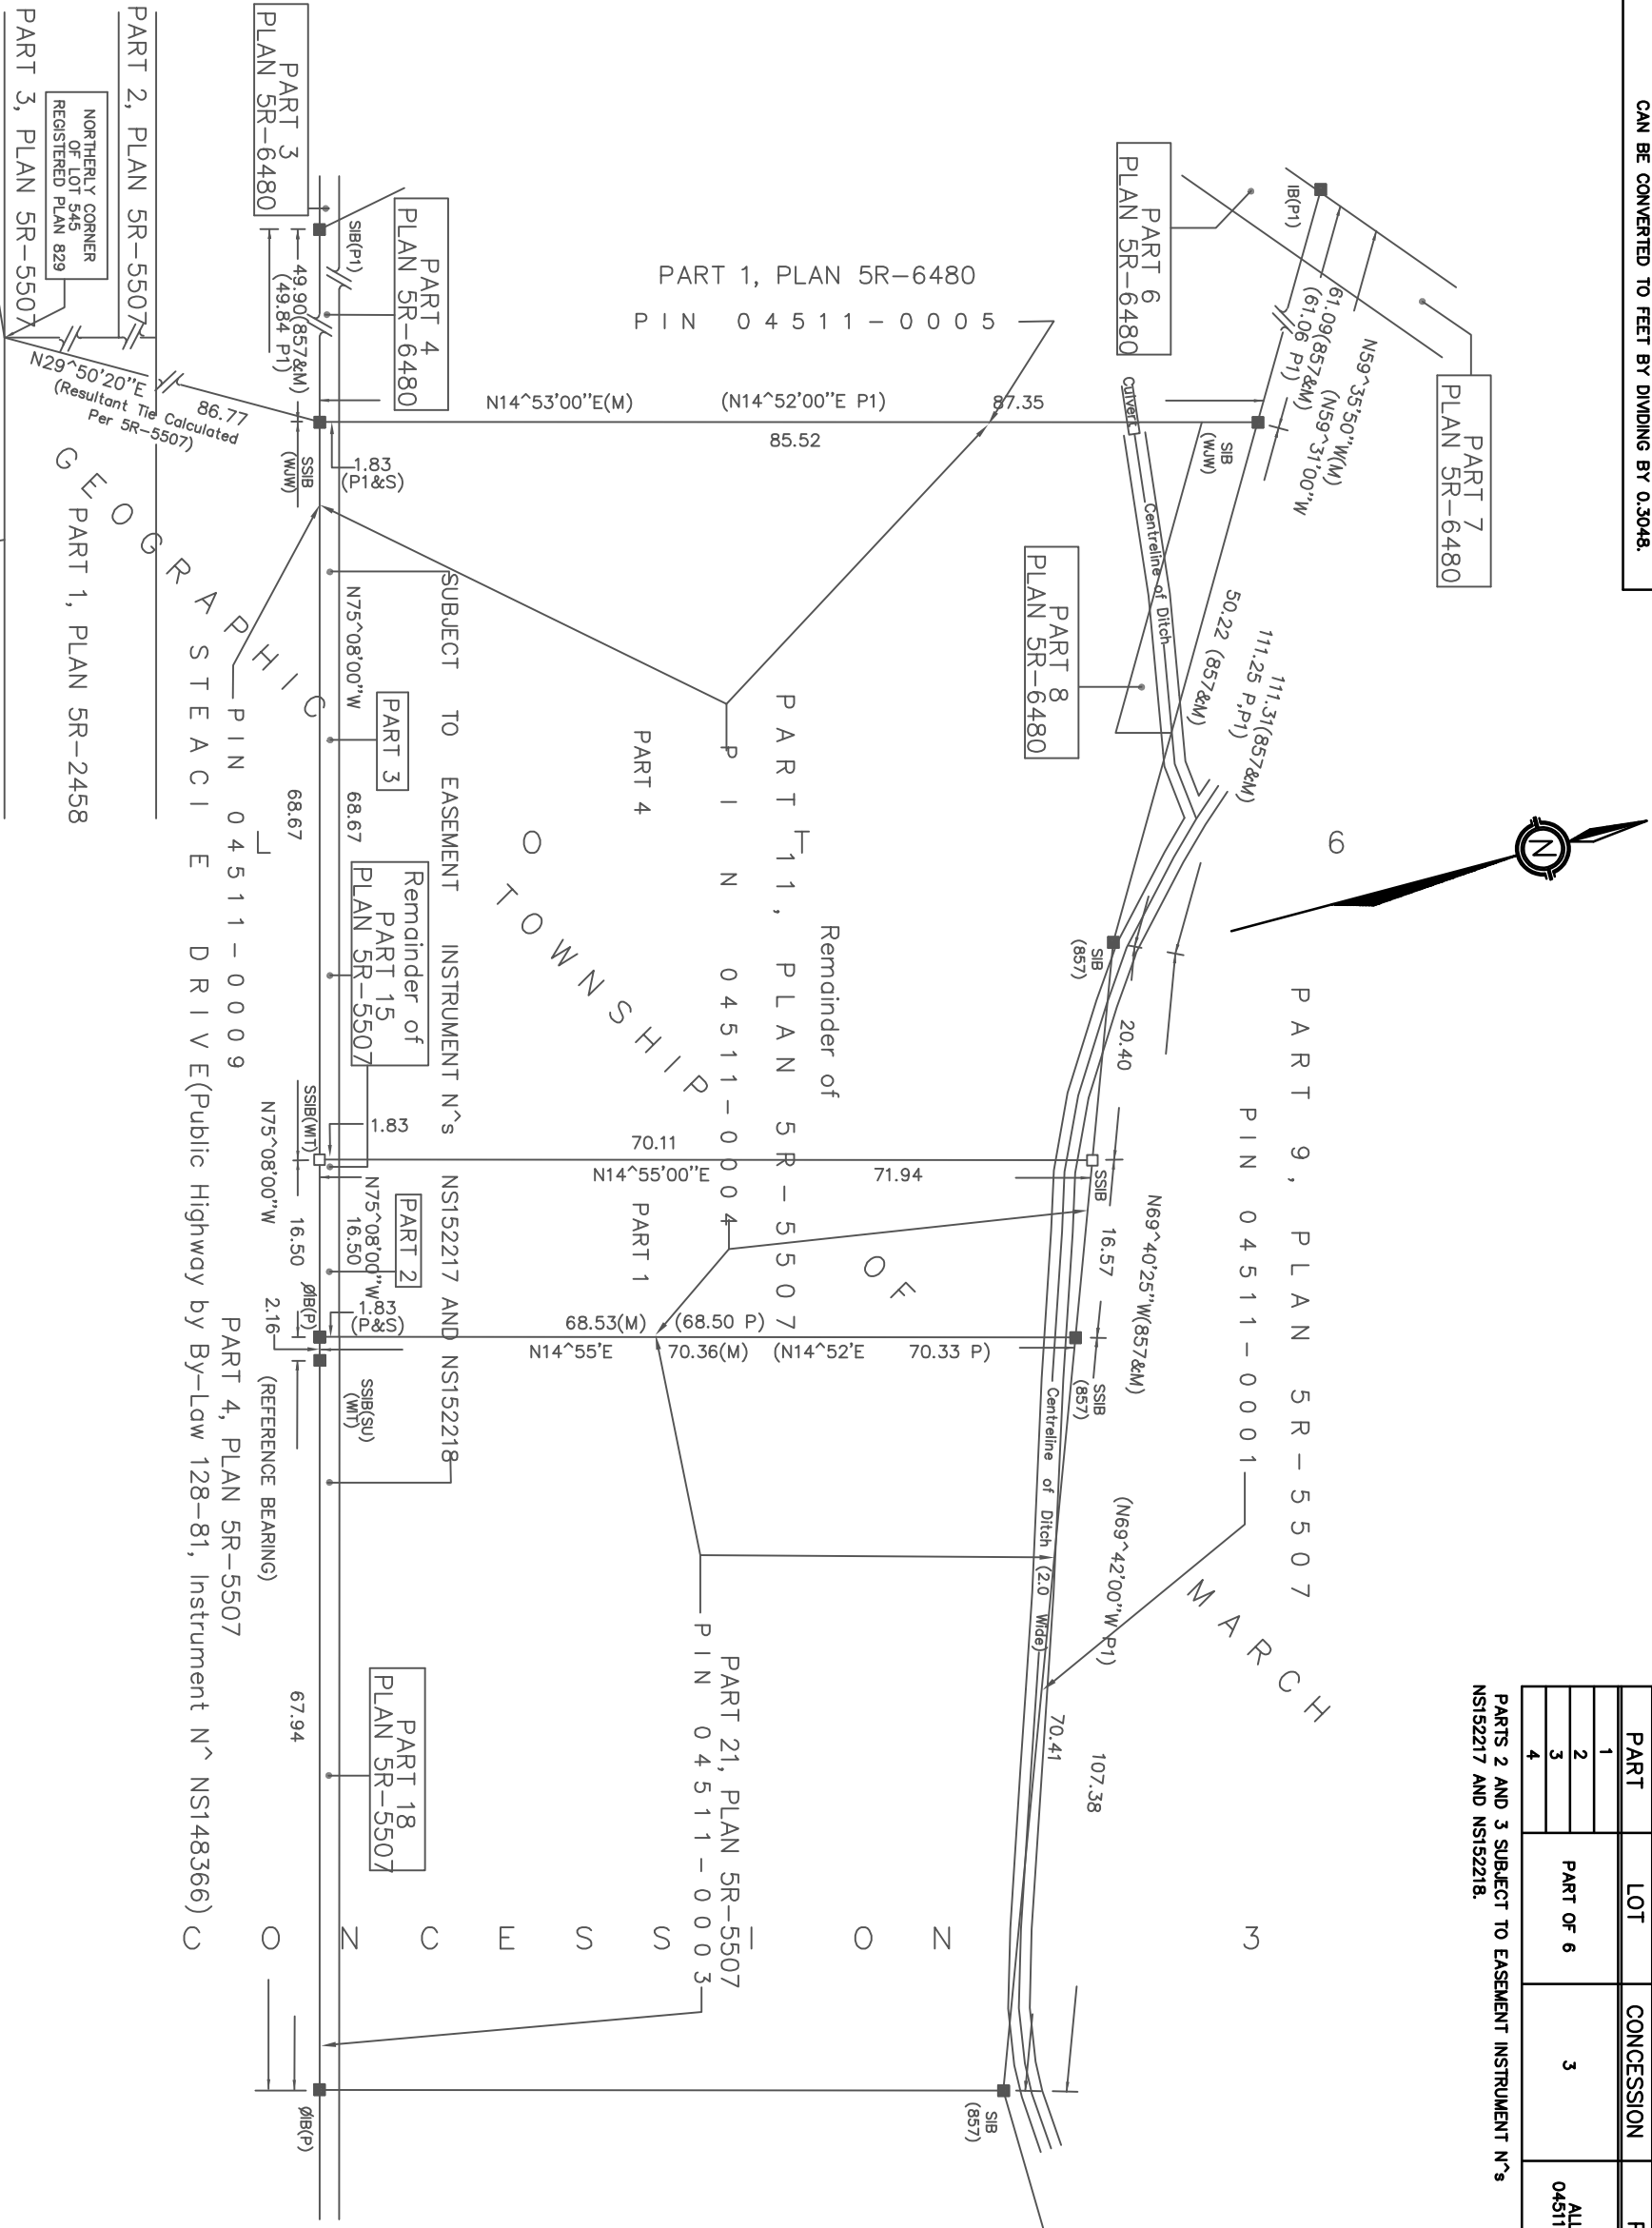 CAN BE CONVERTED TO FEET BY DIVIDING BY 0.3048.
PART
LOT
CONCESSION
1
2
3
4
PART OF 6
3
ALL
04511
PARTS 2 AND 3 SUBJECT TO EASEMENT INSTRUMENT N^s
NS152217 AND NS152218.
N
PART 7
PLAN 5R-6480
PART 6
PLAN 5R-6480
IB(P1)
N59^35'50"W(M)
(N59^31'00"W
61.09(857&M)
(61.06 P1)
6
PART 9, PLAN 5R-5507
PIN 04511-0001
3
111.31(857&M)
111.25 P,P1)
50.22 (857&M)
SIB
(WJW)
Culvert
Centreline of Ditch
PART 8
PLAN 5R-6480
SIB
(857)
20.40
SSIB
16.57
N69^40'25"W(857&M)
SSIB
(857)
(N69^42'00"W P1)
Centreline of Ditch (2.0 Wide)
70.41
107.38
SIB
(857)
MARCH
PART 1, PLAN 5R-6480
PIN 04511-0005
N14^53'00"E(M)
(N14^52'00"E P1)
87.35
85.52
Remainder of
PART 11, PLAN 5R-5507
PIN 04511-0004
PART 4
LOT
TOWNSHIP
OF
70.11
N14^55'00"E
71.94
PART 1
68.53(M)
(68.50 P)
N14^55'E
70.36(M)
(N14^52'E
70.33 P)
PART 21, PLAN 5R-5507
PIN 04511-0003
CONCESSION
SUBJECT TO EASEMENT INSTRUMENT N^s NS152217 AND NS152218
PART 4
PLAN 5R-6480
PART 3
PLAN 5R-6480
SIB(P1)
49.90(857&M)
(49.84 P1)
SSIB
(WJW)
1.83
(P1&S)
N75^08'00"W
PART 3
68.67
68.67
Remainder of
PART 15
PLAN 5R-5507
1.83
SSIB(WIT)
N75^08'00"W
16.50
PART 2
N75^08'00"W
16.50
ØIB(P)
1.83
(P&S)
2.16
SSIB(SU)
(WIT)
(REFERENCE BEARING)
PART 18
PLAN 5R-5507
67.94
ØIB(P)
PIN 04511-0009
PART 4, PLAN 5R-5507
STEACIE DRIVE(Public Highway by By-Law 128-81, Instrument N^ NS148366)
GEOGRAPHIC
PART 2, PLAN 5R-5507
NORTHERLY CORNER
OF LOT 545
REGISTERED PLAN 829
PART 3, PLAN 5R-5507
N29^50'20"E
86.77
(Resultant Tie Calculated
Per 5R-5507)
PART 1, PLAN 5R-2458